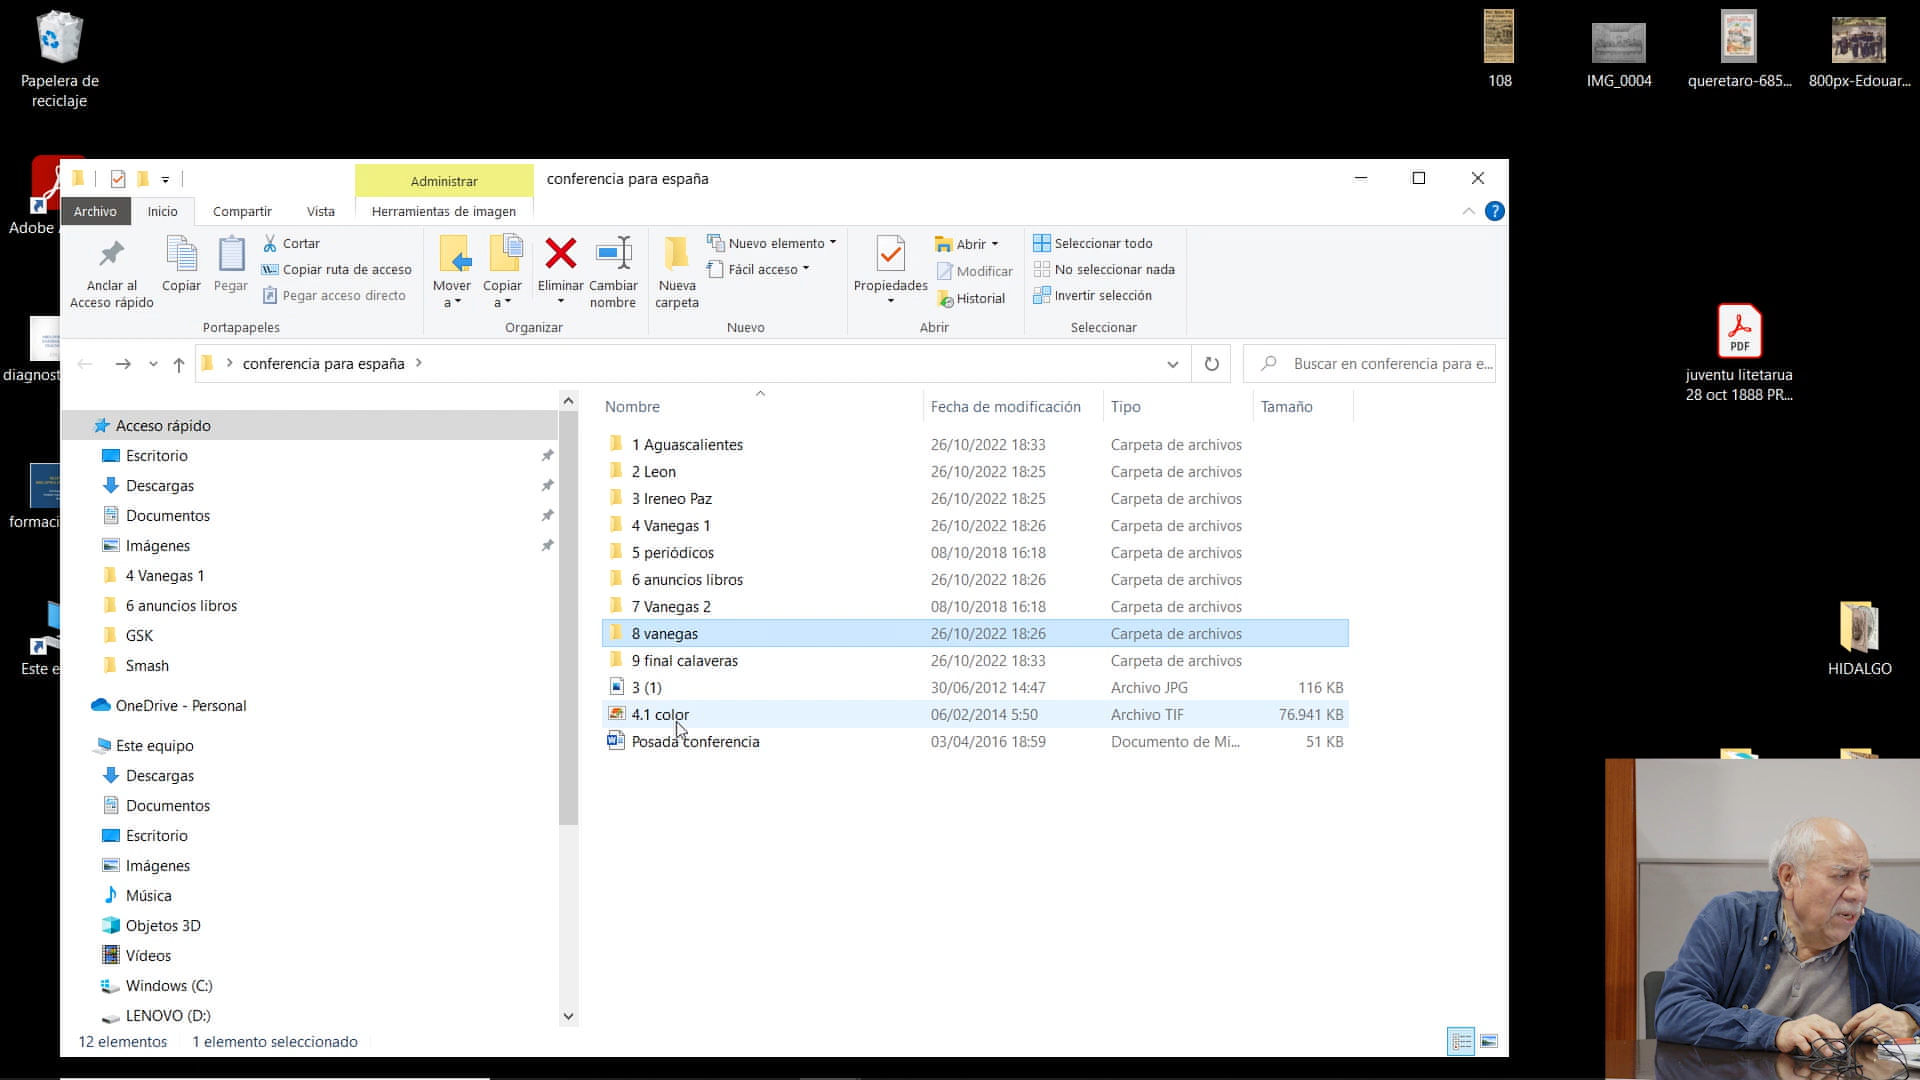 Papelera de
reciclaje
108
IMG_0004
queretaro-685...
800px-Edouar...
Adobe
diagnost
formaci
Este e
Administrar
conferencia para españa
Archivo
Inicio
Compartir
Vista
Herramientas de imagen
?
Anclar al
Acceso rápido
Copiar
Pegar
Cortar
Copiar ruta de acceso
Pegar acceso directo
Portapapeles
Mover
a
Copiar
a
Eliminar
Cambiar
nombre
Organizar
Nueva
carpeta
Nuevo elemento
Fácil acceso
Nuevo
Propiedades
Abrir
Modificar
Historial
Abrir
Seleccionar todo
No seleccionar nada
Invertir selección
Seleccionar
conferencia para españa
Buscar en conferencia para e...
Acceso rápido
Escritorio
Descargas
Documentos
Imágenes
4 Vanegas 1
6 anuncios libros
GSK
Smash
OneDrive - Personal
Este equipo
Descargas
Documentos
Escritorio
Imágenes
Música
Objetos 3D
Vídeos
Windows (C:)
LENOVO (D:)
Nombre Fecha de modificación Tipo Tamaño
1 Aguascalientes 26/10/2022 18:33 Carpeta de archivos
2 Leon 26/10/2022 18:25 Carpeta de archivos
3 Ireneo Paz 26/10/2022 18:25 Carpeta de archivos
4 Vanegas 1 26/10/2022 18:26 Carpeta de archivos
5 periódicos 08/10/2018 16:18 Carpeta de archivos
6 anuncios libros 26/10/2022 18:26 Carpeta de archivos
7 Vanegas 2 08/10/2018 16:18 Carpeta de archivos
8 vanegas 26/10/2022 18:26 Carpeta de archivos
9 final calaveras 26/10/2022 18:33 Carpeta de archivos
3 (1) 30/06/2012 14:47 Archivo JPG 116 KB
4.1 color 06/02/2014 5:50 Archivo TIF 76.941 KB
Posada conferencia 03/04/2016 18:59 Documento de Mi... 51 KB
12 elementos 1 elemento seleccionado
PDF
juventu litetarua
28 oct 1888 PR...
HIDALGO